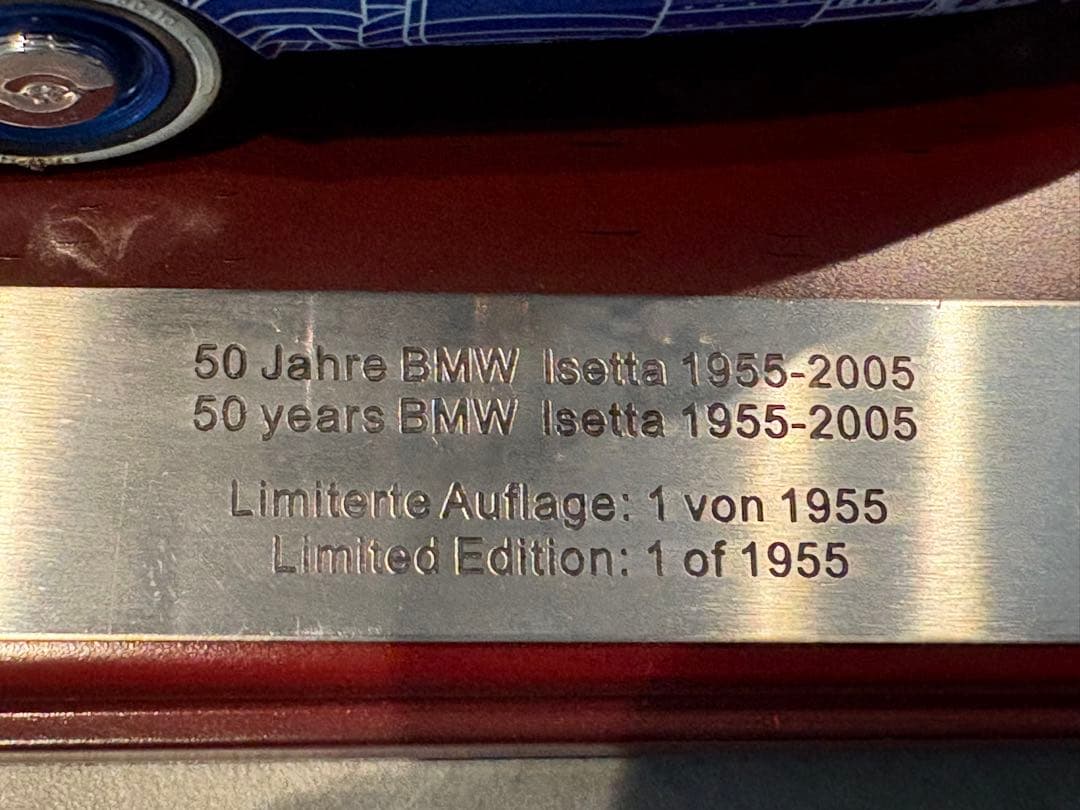 50 Jahre BMW Isetta 1955-2005
50 years BMW Isetta 1955-2005
Limiterte Auflage: 1 von 1955
Limited Edition: 1 of 1955